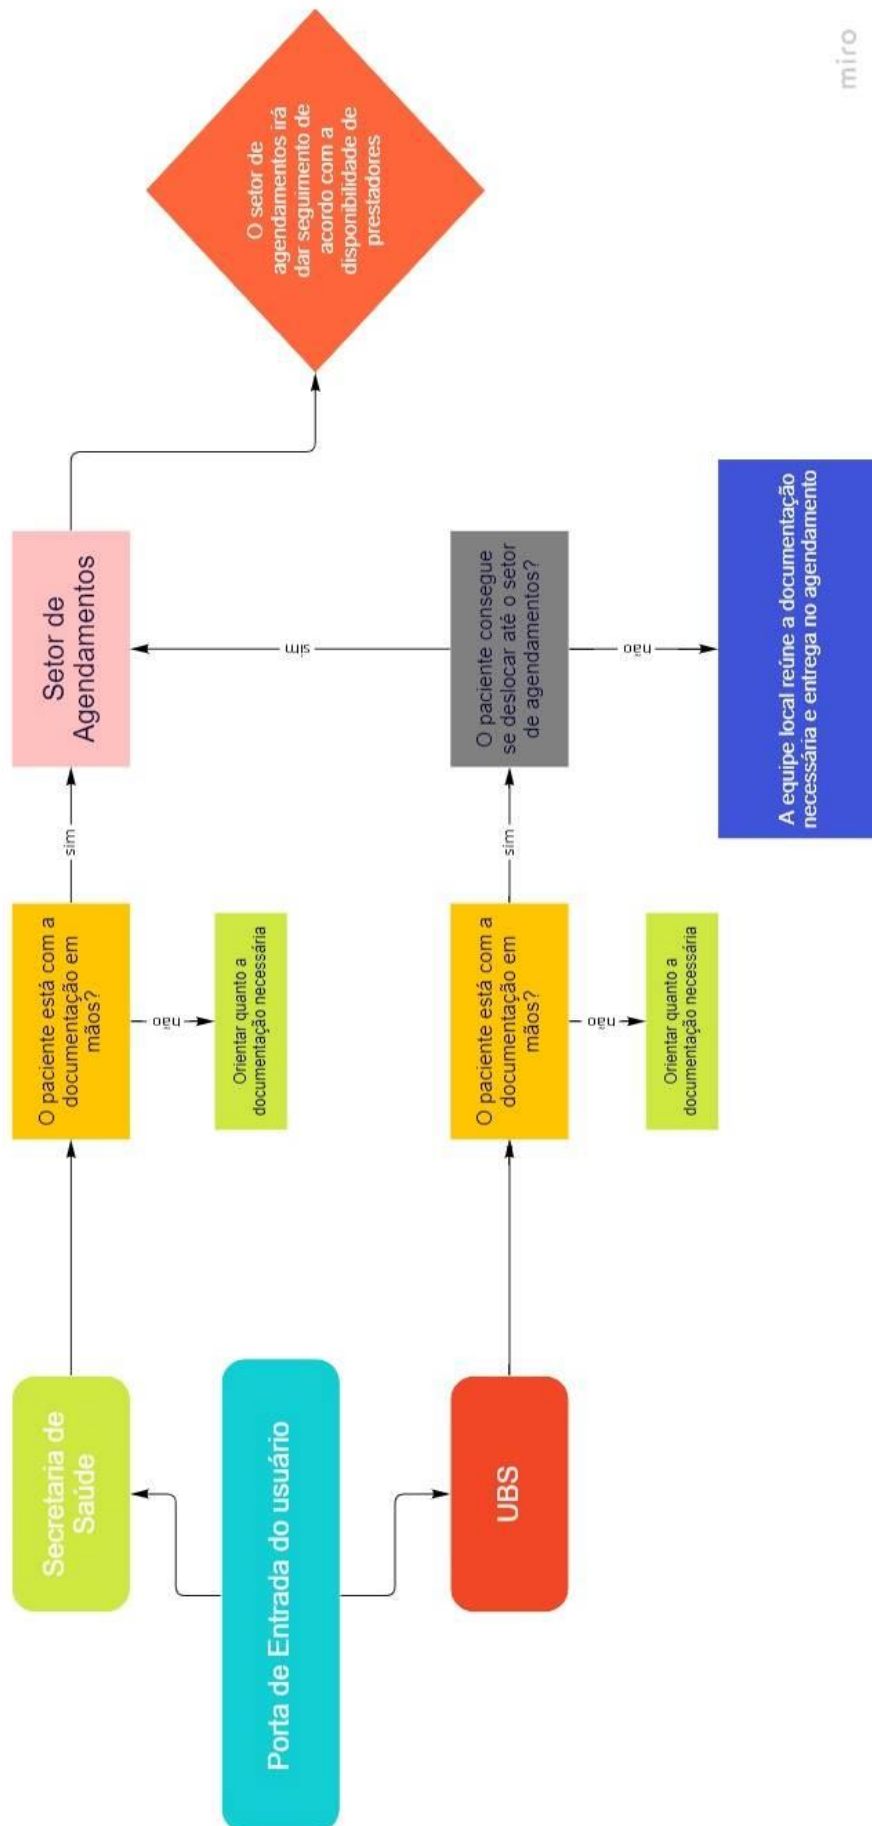 Secretaria de
Saúde
O paciente está com a
documentação em
mãos?
sim
Setor de
Agendamentos
não
Orientar quanto a
documentação necessária
Porta de Entrada do usuário
O setor de
agendamentos irá
dar seguimento de
acordo com a
disponibilidade de
prestadores
sim
UBS
O paciente está com a
documentação em
mãos?
sim
O paciente consegue
se deslocar até o setor
de agendamentos?
não
Orientar quanto a
documentação necessária
não
A equipe local reúne a documentação
necessária e entrega no agendamento
miro